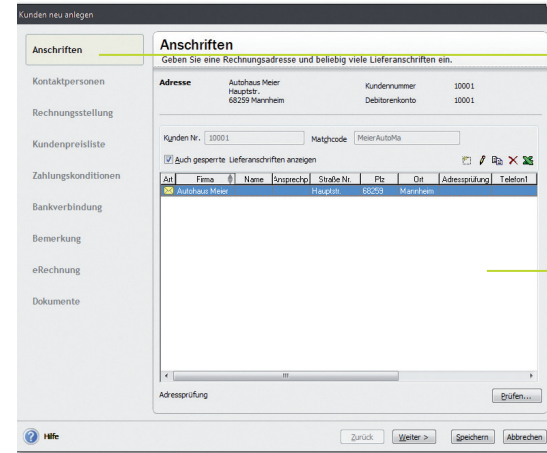 Kunden neu anlegen
Anschriften
Kontaktpersonen
Rechnungsstellung
Kundenpreisliste
Zahlungskonditionen
Bankverbindung
Bemerkung
eRechnung
Dokumente
Anschriften
Geben Sie eine Rechnungsadresse und beliebig viele Lieferanschriften ein.
Adresse Autohaus Meier Kundennummer 10001
Hauptstr. Debitorenkonto 10001
68259 Mannheim
Kunden Nr. 10001 Matchcode MeierAutoMa
Auch gesperrte Lieferanschriften anzeigen
Art Firma Name Ansprechp Straße Nr. Plz Ort Adressprüfung Telefon1
Autohaus Meier Hauptstr. 68259 Mannheim
Adressprüfung Prüfen...
Hilfe Zurück Weiter > Speichern Abbrechen